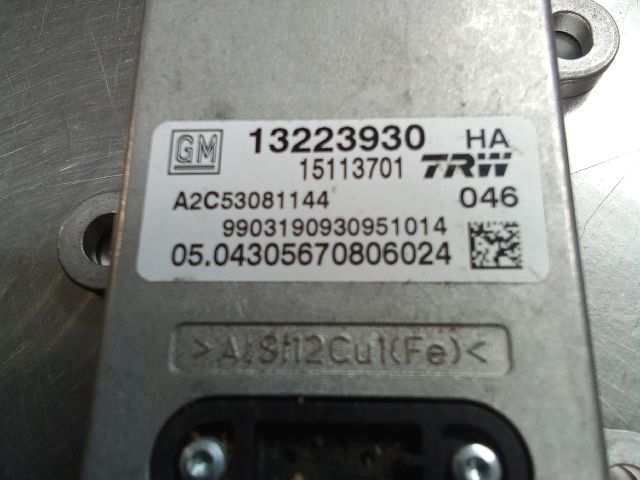 GM 13223930 HA
15113701 TRW
A2C53081144 046
9903190930951014
05.04305670806024
>AlSi12Cu1(Fe)<